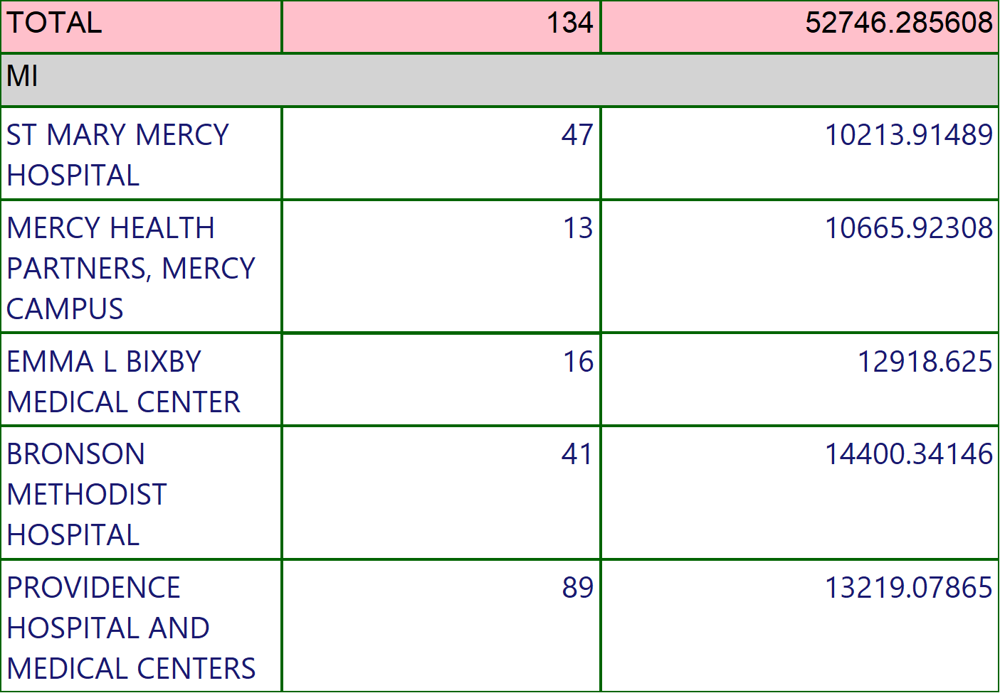 TOTAL 134 52746.285608
MI
ST MARY MERCY 47 10213.91489
HOSPITAL
MERCY HEALTH 13 10665.92308
PARTNERS, MERCY
CAMPUS
EMMA L BIXBY 16 12918.625
MEDICAL CENTER
BRONSON 41 14400.34146
METHODIST
HOSPITAL
PROVIDENCE 89 13219.07865
HOSPITAL AND
MEDICAL CENTERS